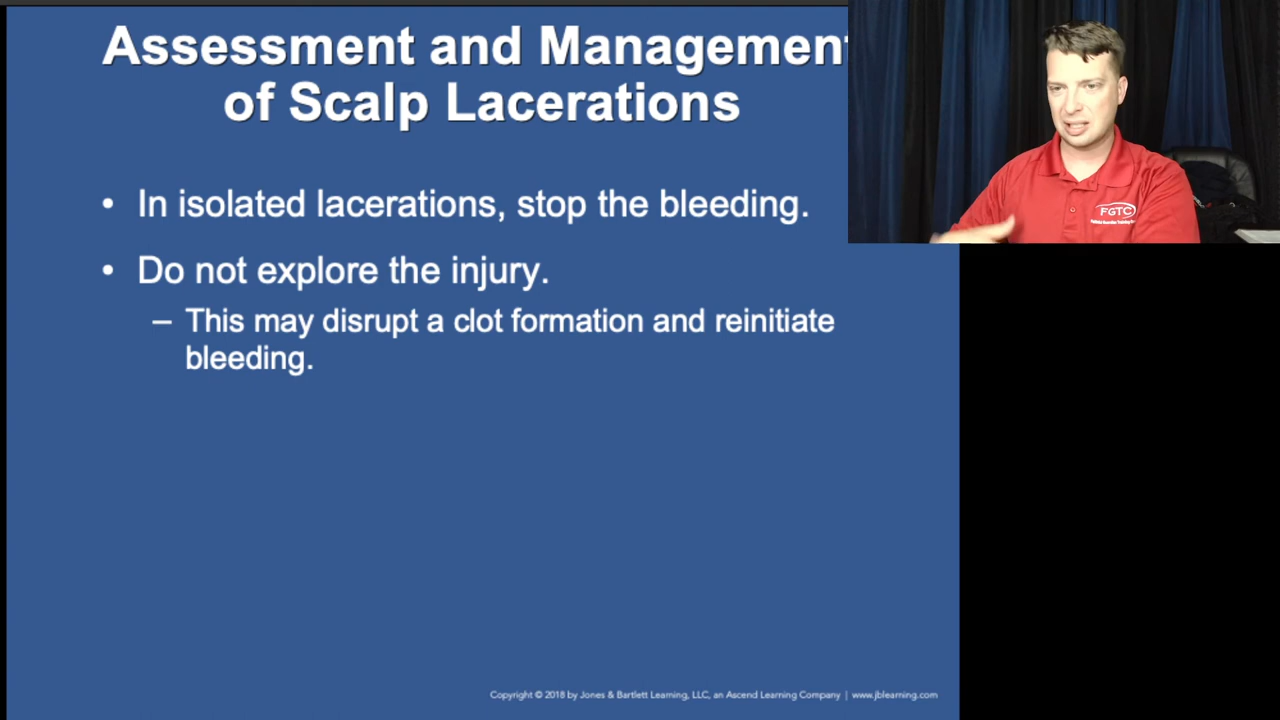 Assessment and Managemen
of Scalp Lacerations
• In isolated lacerations, stop the bleeding.
• Do not explore the injury.
– This may disrupt a clot formation and reinitiate
bleeding.
FGTC
Copyright © 2018 by Jones & Bartlett Learning, LLC, an Ascend Learning Company | www.jblearning.com